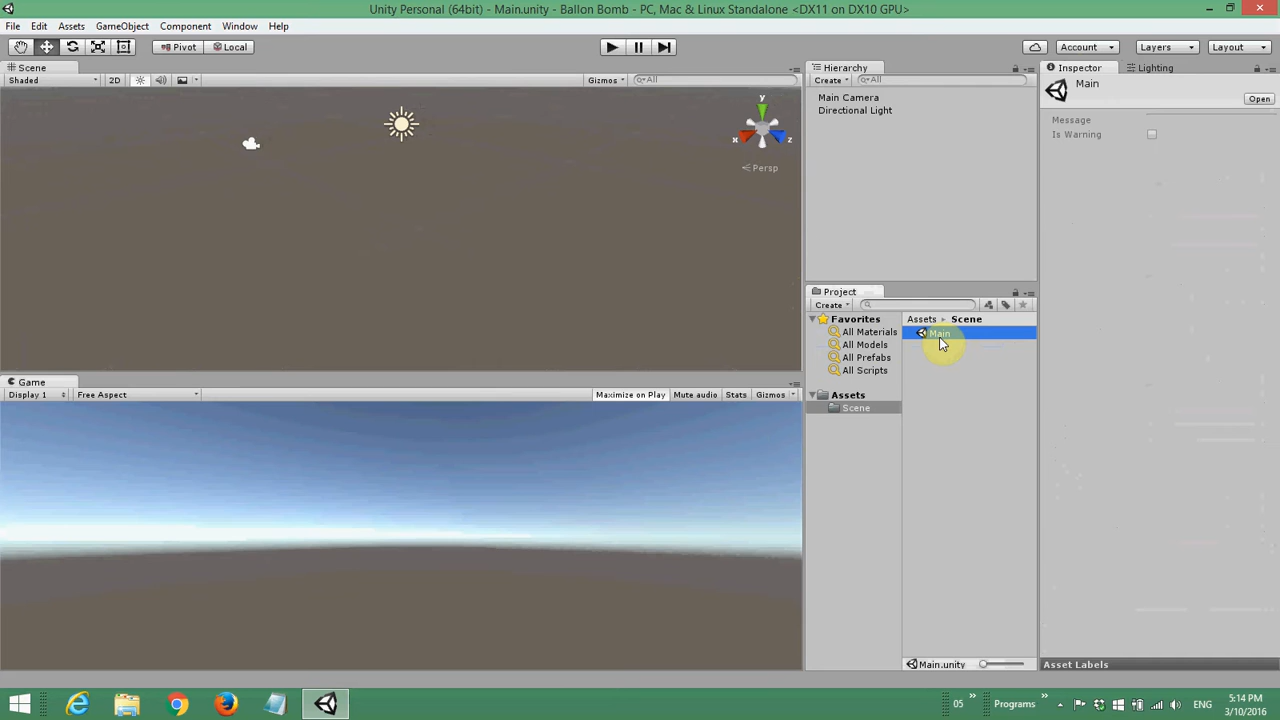 Unity Personal (64bit) - Main.unity - Ballon Bomb - PC, Mac & Linux Standalone <DX11 on DX10 GPU>
File Edit Assets GameObject Component Window Help
Pivot Local Account Layers Layout
Scene
Shaded 2D Gizmos All
y
x z
Persp
Hierarchy
Create All
Main Camera
Directional Light
Inspector Lighting
Main
Open
Message
Is Warning
Project
Create
Favorites
All Materials
All Models
All Prefabs
All Scripts
Assets
Scene
Assets Scene
Main
Game
Display 1 Free Aspect Maximize on Play Mute audio Stats Gizmos
Main.unity
Asset Labels
05 » Programs » ENG
5:14 PM
3/10/2016